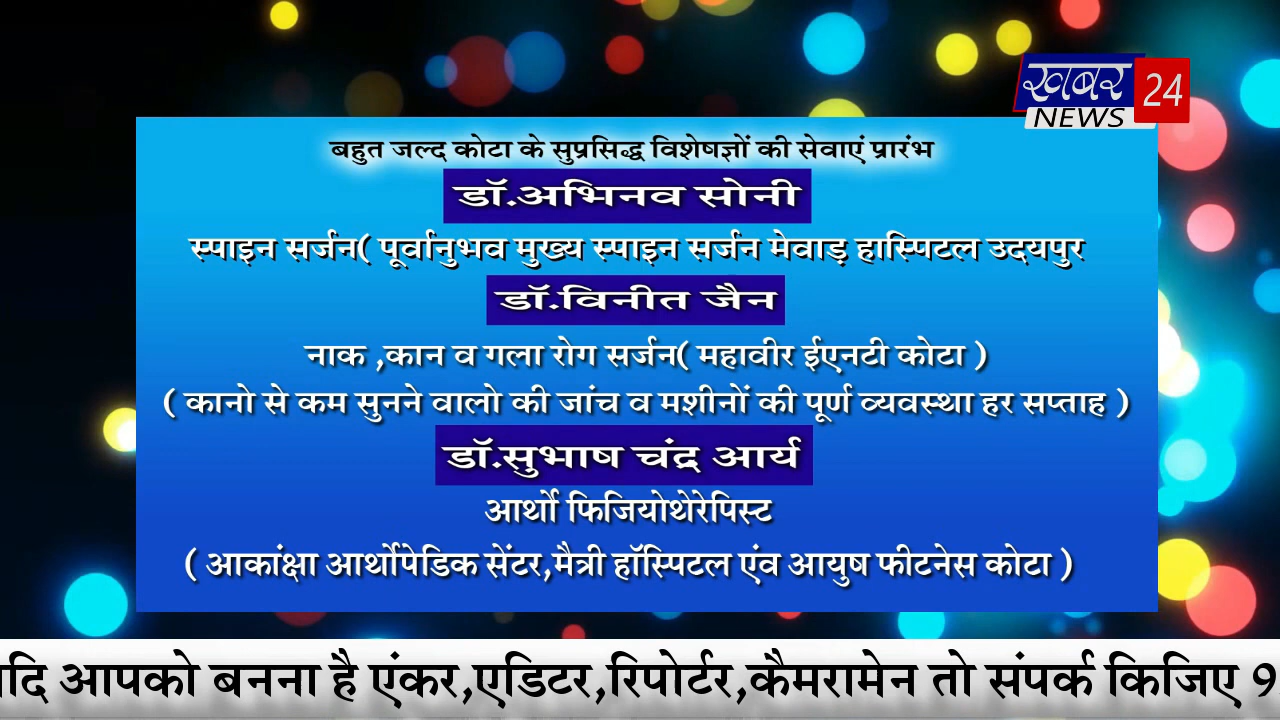 खबर 24
NEWS
बहुत जल्द कोटा के सुप्रसिद्ध विशेषज्ञों की सेवाएं प्रारंभ
डॉ.अभिनव सोनी
स्पाइन सर्जन( पूर्वानुभव मुख्य स्पाइन सर्जन मेवाड़ हास्पिटल उदयपुर
डॉ.विनीत जैन
नाक ,कान व गला रोग सर्जन( महावीर ईएनटी कोटा )
( कानो से कम सुनने वालो की जांच व मशीनों की पूर्ण व्यवस्था हर सप्ताह )
डॉ.सुभाष चंद्र आर्य
आर्थो फिजियोथेरेपिस्ट
( आकांक्षा आर्थोपेडिक सेंटर,मैत्री हॉस्पिटल एंव आयुष फीटनेस कोटा )
आपको बनना है एंकर,एडिटर,रिपोर्टर,कैमरामेन तो संपर्क किजिए 9